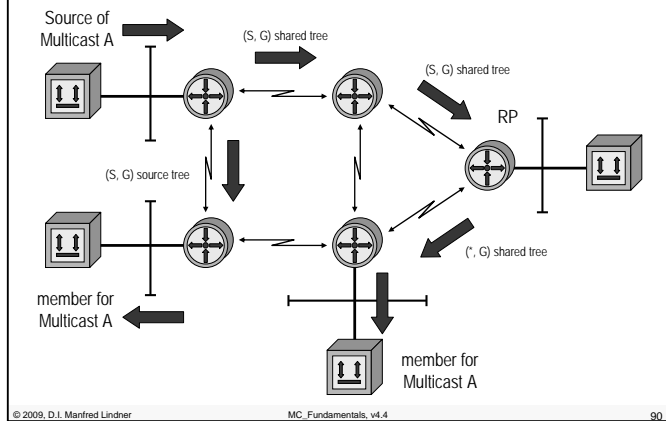 Source of
Multicast A
(S, G) shared tree
(S, G) shared tree
RP
(S, G) source tree
(*, G) shared tree
member for
Multicast A
member for
Multicast A
© 2009, D.I. Manfred Lindner
MC_Fundamentals, v4.4
90